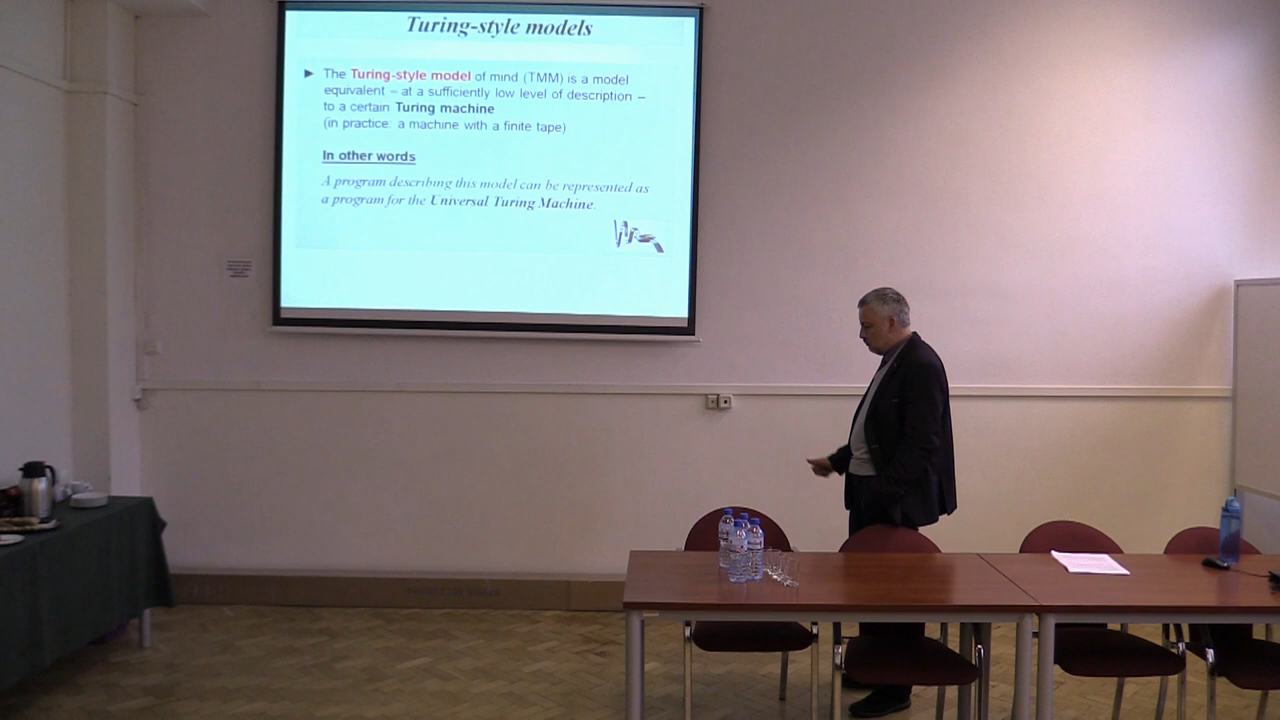 Turing-style models
► The Turing-style model of mind (TMM) is a model
equivalent – at a sufficiently low level of description –
to a certain Turing machine
(in practice: a machine with a finite tape)
In other words
A program describing this model can be represented as
a program for the Universal Turing Machine.